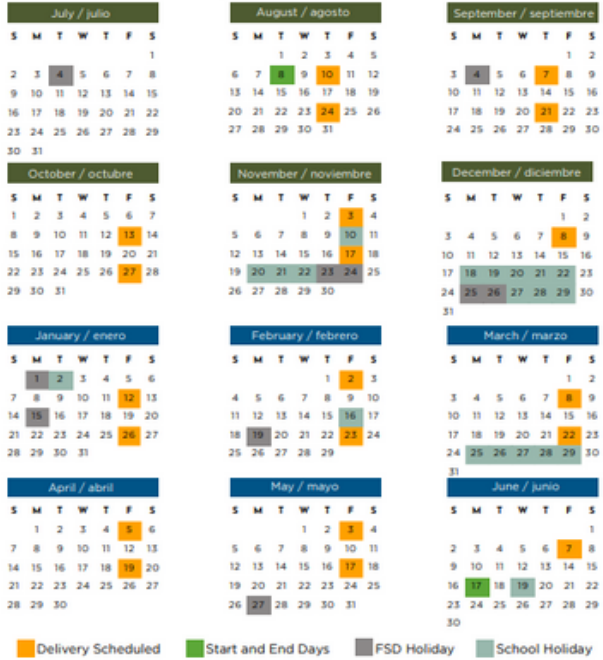 July / julio
S M T W T F S
1
2 3 4 5 6 7 8
9 10 11 12 13 14 15
16 17 18 19 20 21 22
23 24 25 26 27 28 29
30 31
August / agosto
S M T W T F S
1 2 3 4 5
6 7 8 9 10 11 12
13 14 15 16 17 18 19
20 21 22 23 24 25 26
27 28 29 30 31
September / septiembre
S M T W T F S
1 2
3 4 5 6 7 8 9
10 11 12 13 14 15 16
17 18 19 20 21 22 23
24 25 26 27 28 29 30
October / octubre
S M T W T F S
1 2 3 4 5 6 7
8 9 10 11 12 13 14
15 16 17 18 19 20 21
22 23 24 25 26 27 28
29 30 31
November / noviembre
S M T W T F S
1 2 3 4
5 6 7 8 9 10 11
12 13 14 15 16 17 18
19 20 21 22 23 24 25
26 27 28 29 30
December / diciembre
S M T W T F S
1 2
3 4 5 6 7 8 9
10 11 12 13 14 15 16
17 18 19 20 21 22 23
24 25 26 27 28 29 30
31
January / enero
S M T W T F S
1 2 3 4 5 6
7 8 9 10 11 12 13
14 15 16 17 18 19 20
21 22 23 24 25 26 27
28 29 30 31
February / febrero
S M T W T F S
1 2 3
4 5 6 7 8 9 10
11 12 13 14 15 16 17
18 19 20 21 22 23 24
25 26 27 28 29
March / marzo
S M T W T F S
1 2
3 4 5 6 7 8 9
10 11 12 13 14 15 16
17 18 19 20 21 22 23
24 25 26 27 28 29 30
31
April / abril
S M T W T F S
1 2 3 4 5 6
7 8 9 10 11 12 13
14 15 16 17 18 19 20
21 22 23 24 25 26 27
28 29 30
May / mayo
S M T W T F S
1 2 3 4
5 6 7 8 9 10 11
12 13 14 15 16 17 18
19 20 21 22 23 24 25
26 27 28 29 30 31
June / junio
S M T W T F S
1
2 3 4 5 6 7 8
9 10 11 12 13 14 15
16 17 18 19 20 21 22
23 24 25 26 27 28 29
30
Delivery Scheduled
Start and End Days
FSD Holiday
School Holiday